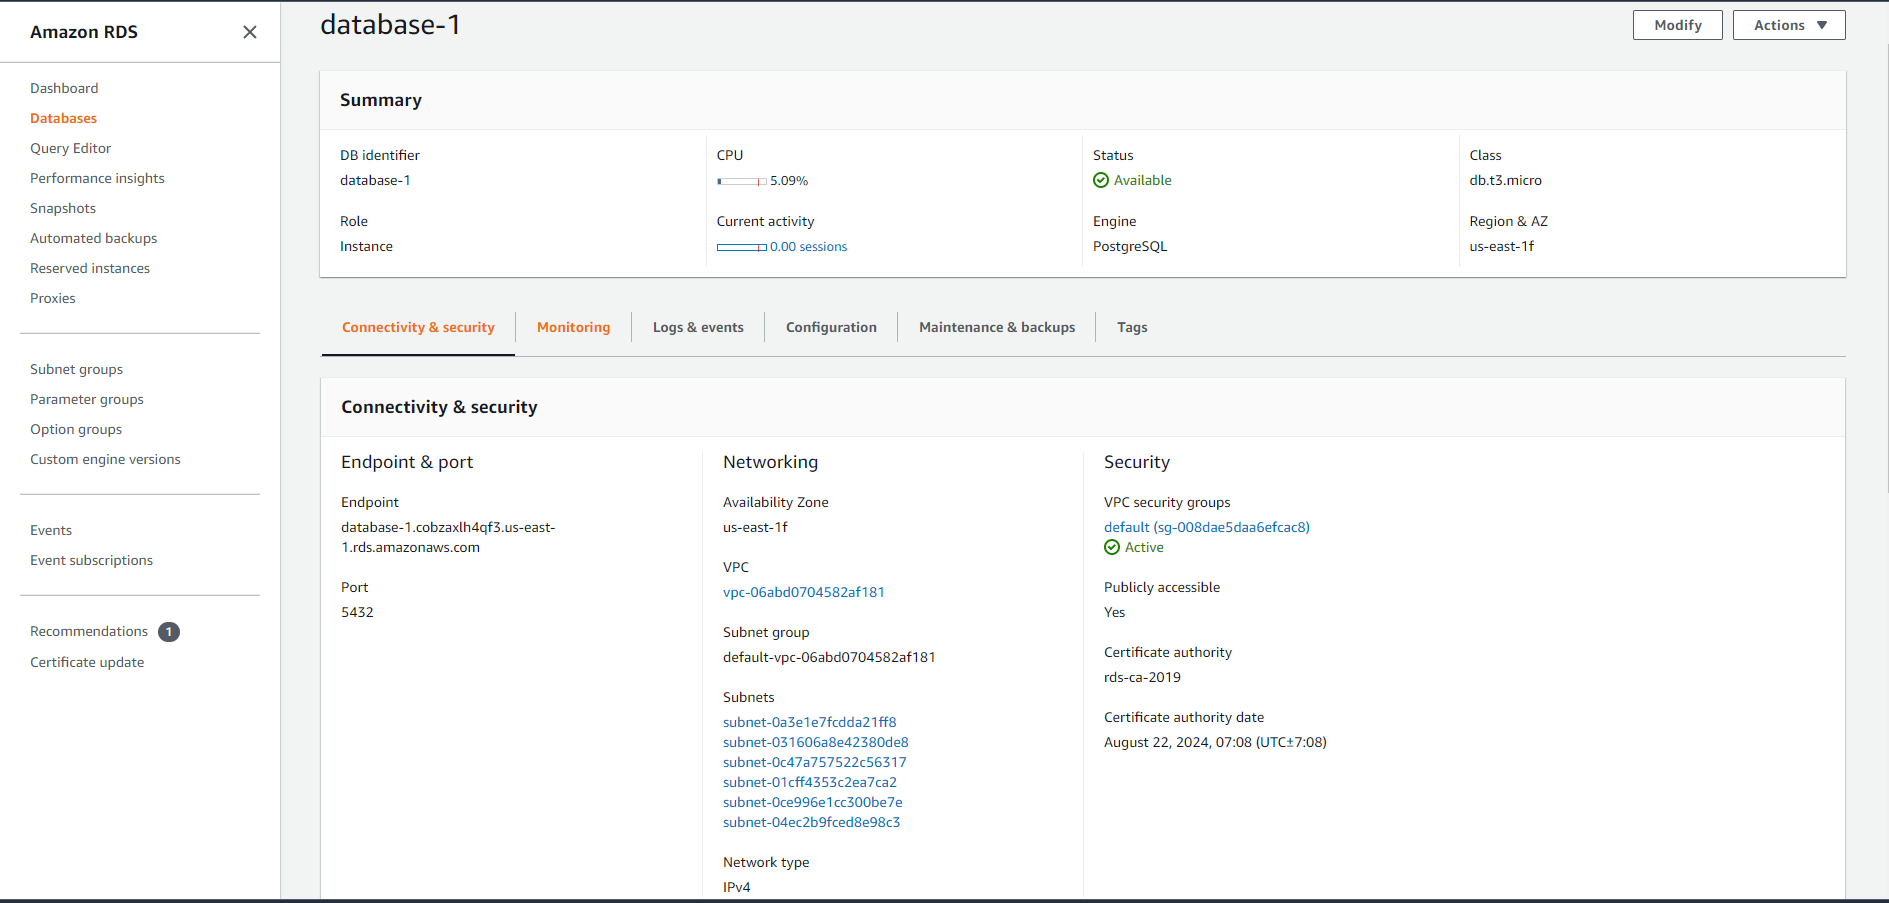 Amazon RDS
Dashboard
Databases
Query Editor
Performance insights
Snapshots
Automated backups
Reserved instances
Proxies
Subnet groups
Parameter groups
Option groups
Custom engine versions
Events
Event subscriptions
Recommendations 1
Certificate update
database-1
Modify
Actions
Summary
DB identifier
database-1
Role
Instance
CPU
5.09%
Current activity
0.00 sessions
Status
Available
Engine
PostgreSQL
Class
db.t3.micro
Region & AZ
us-east-1f
Connectivity & security
Monitoring
Logs & events
Configuration
Maintenance & backups
Tags
Connectivity & security
Endpoint & port
Endpoint
database-1.cobzaxlh4qf3.us-east-
1.rds.amazonaws.com
Port
5432
Networking
Availability Zone
us-east-1f
VPC
vpc-06abd0704582af181
Subnet group
default-vpc-06abd0704582af181
Subnets
subnet-0a3e1e7fcdda21ff8
subnet-031606a8e42380de8
subnet-0c47a757522c56317
subnet-01cff4353c2ea7ca2
subnet-0ce996e1cc300be7e
subnet-04ec2b9fced8e98c3
Network type
IPv4
Security
VPC security groups
default (sg-008dae5daa6efcac8)
Active
Publicly accessible
Yes
Certificate authority
rds-ca-2019
Certificate authority date
August 22, 2024, 07:08 (UTC±7:08)